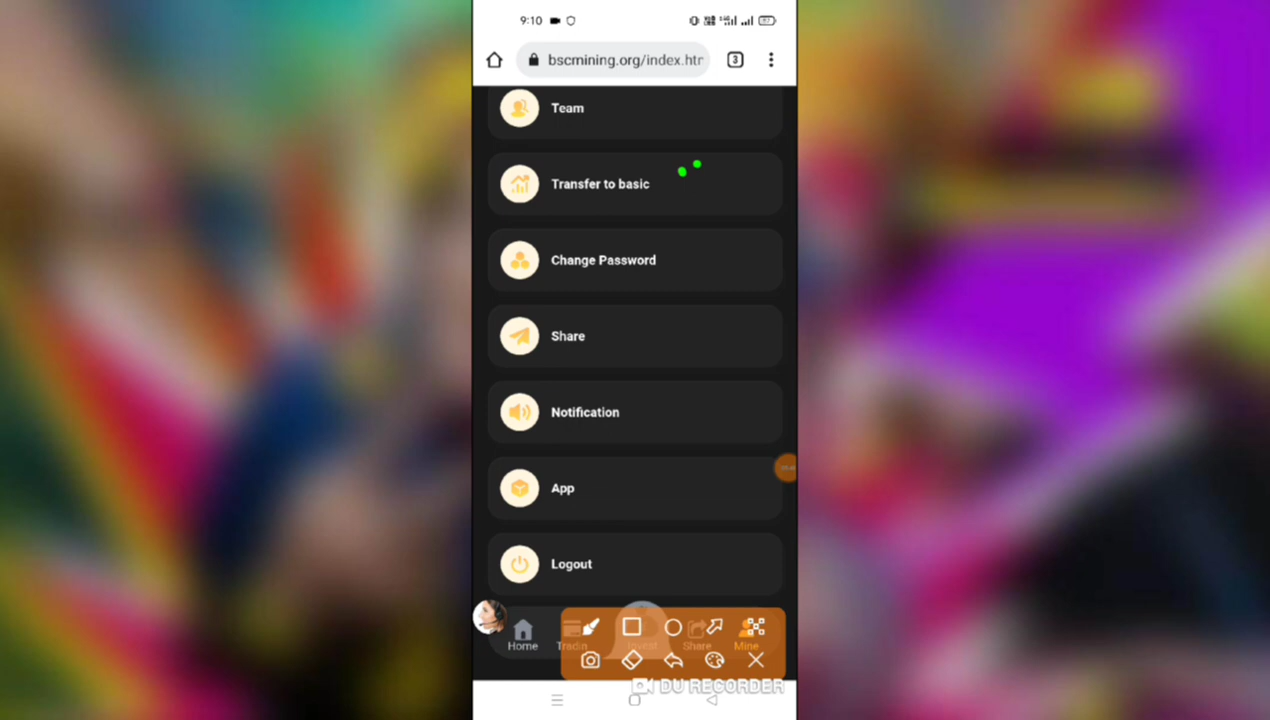 9:10
bscmining.org/index.htm
3
Team
Transfer to basic
Change Password
Share
Notification
App
Logout
Home
Share
Mine
DU RECORDER